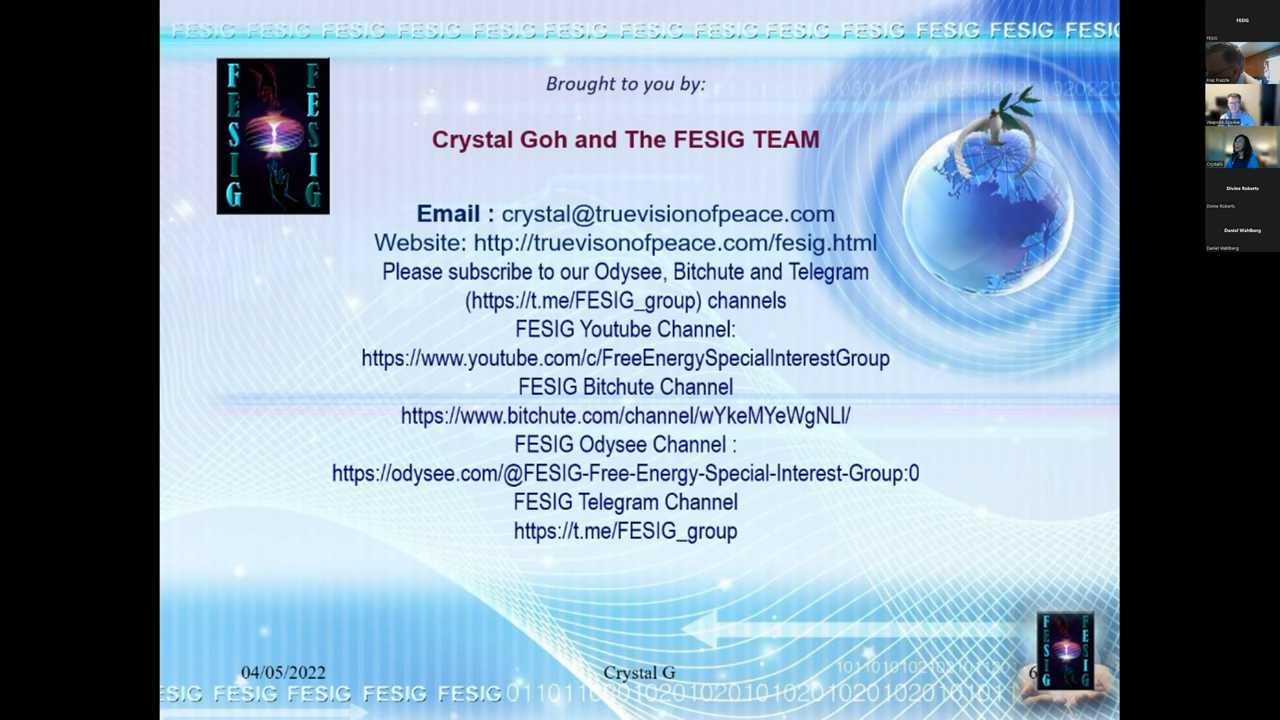 FESIG FESIG FESIG FESIG FESIG FESIG FESIG FESIG FESIG FESIG FESIG FESIG FESIG
FESIG
FESIG
Brought to you by:
Crystal Goh and The FESIG TEAM
Email : crystal@truevisionofpeace.com
Website: http://truevisonofpeace.com/fesig.html
Please subscribe to our Odysee, Bitchute and Telegram
(https://t.me/FESIG_group) channels
FESIG Youtube Channel:
https://www.youtube.com/c/FreeEnergySpecialInterestGroup
FESIG Bitchute Channel
https://www.bitchute.com/channel/wYkeMYeWgNLI/
FESIG Odysee Channel :
https://odysee.com/@FESIG-Free-Energy-Special-Interest-Group:0
FESIG Telegram Channel
https://t.me/FESIG_group
04/05/2022
Crystal G
6
FESIG
FESIG
ESIG FESIG FESIG FESIG FESIG
FESIG
FESIG
CrystalG
Divine Roberts
Divine Roberts
Daniel Wahlberg
Daniel Wahlberg